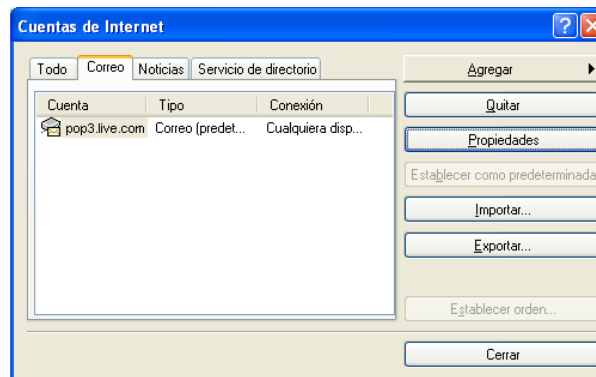 Cuentas de Internet
Todo Correo Noticias Servicio de directorio
Cuenta Tipo Conexión
pop3.live.com Correo (predet... Cualquiera disp...
Agregar
Quitar
Propiedades
Establecer como predeterminada
Importar...
Exportar...
Establecer orden...
Cerrar